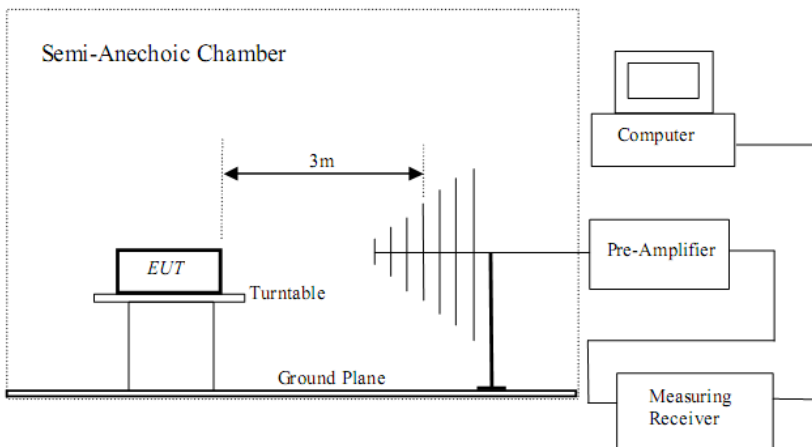 Semi-Anechoic Chamber
Computer
3m
Pre-Amplifier
EUT
Turntable
Ground Plane
Measuring
Receiver